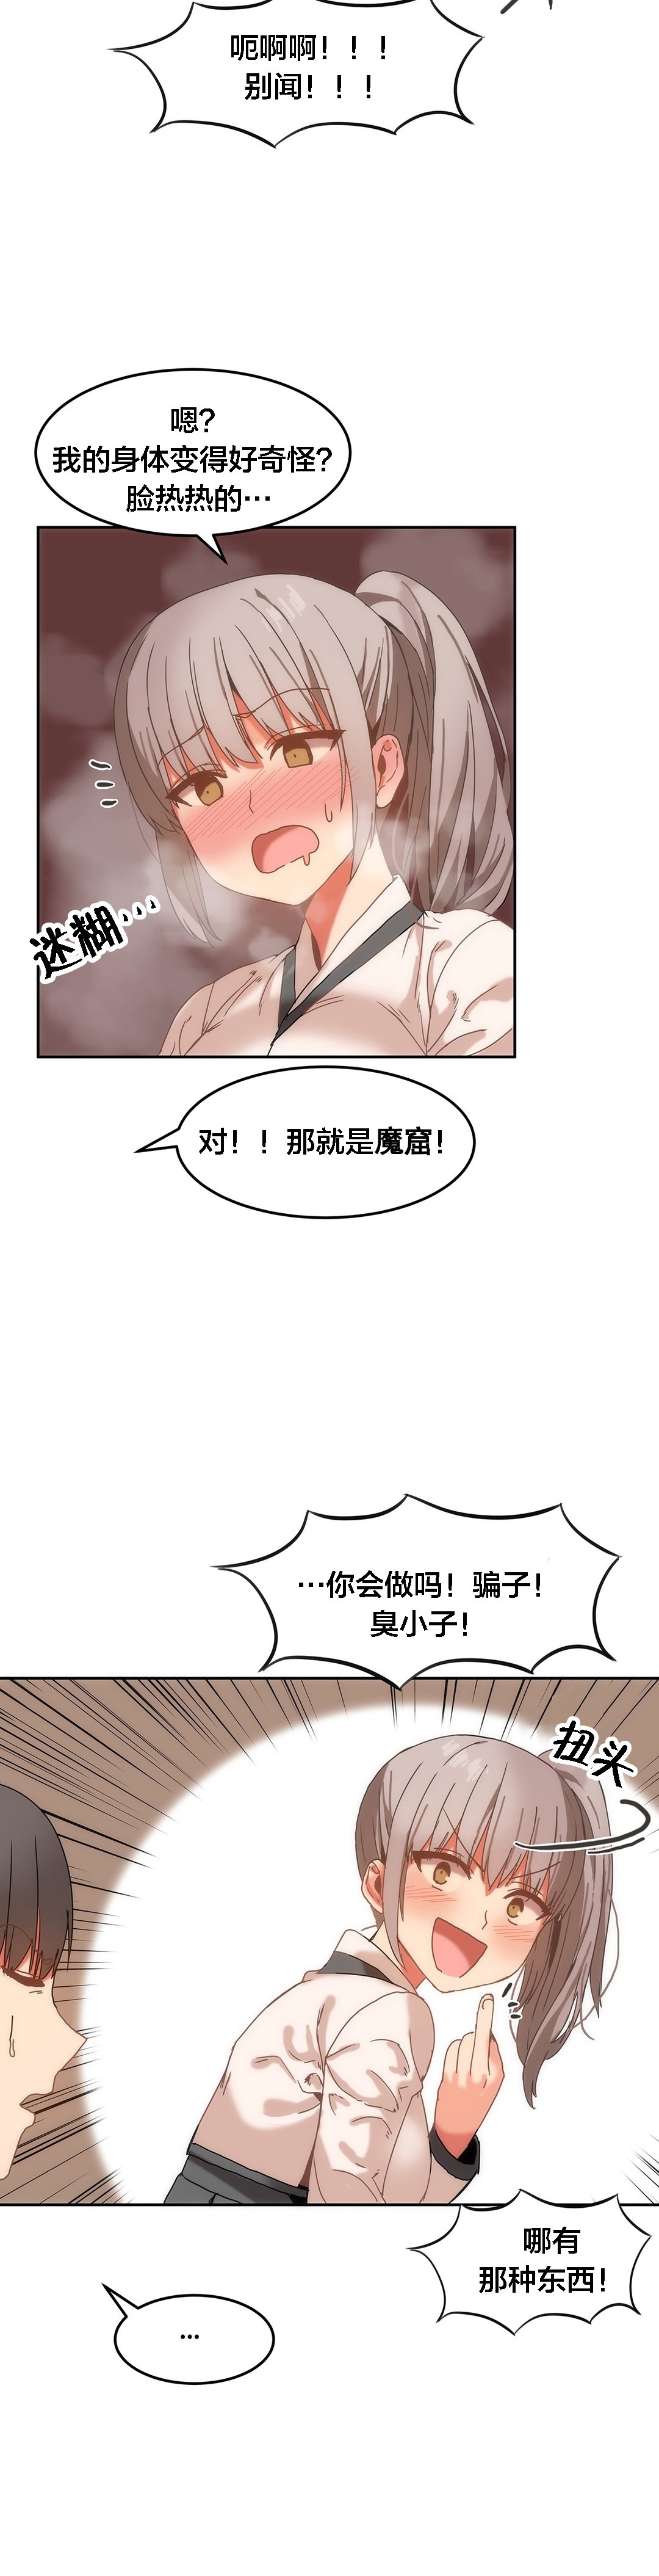 呃啊啊！！！
别闻！！！
嗯？
我的身体变得好奇怪？
脸热热的…
迷糊…
对！！那就是魔窟！
…你会做吗！骗子！
臭小子！
扭头
哪有
那种东西！
…